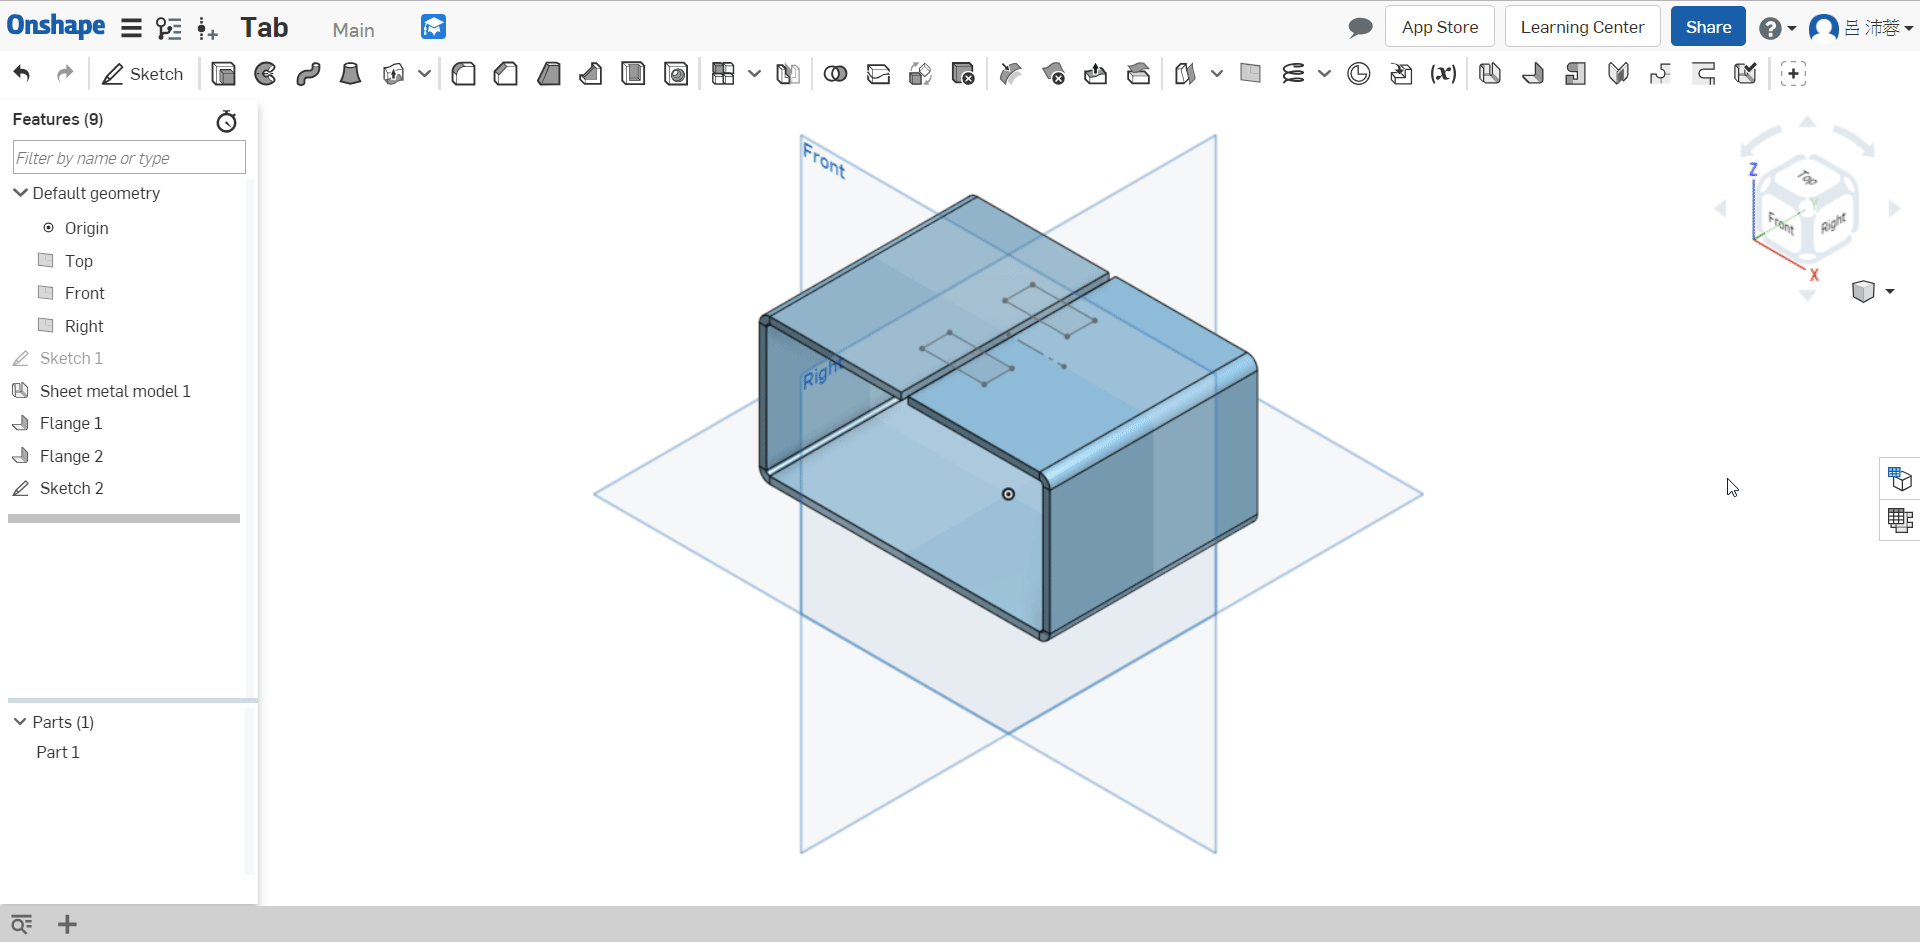 Onshape
Tab
Main
App Store
Learning Center
Share
呂 沛蓉
Sketch
(x)
Features (9)
Filter by name or type
Default geometry
Origin
Top
Front
Right
Sketch 1
Sheet metal model 1
Flange 1
Flange 2
Sketch 2
Parts (1)
Part 1
Front
Right
Z
Top
Front
Right
Y
X